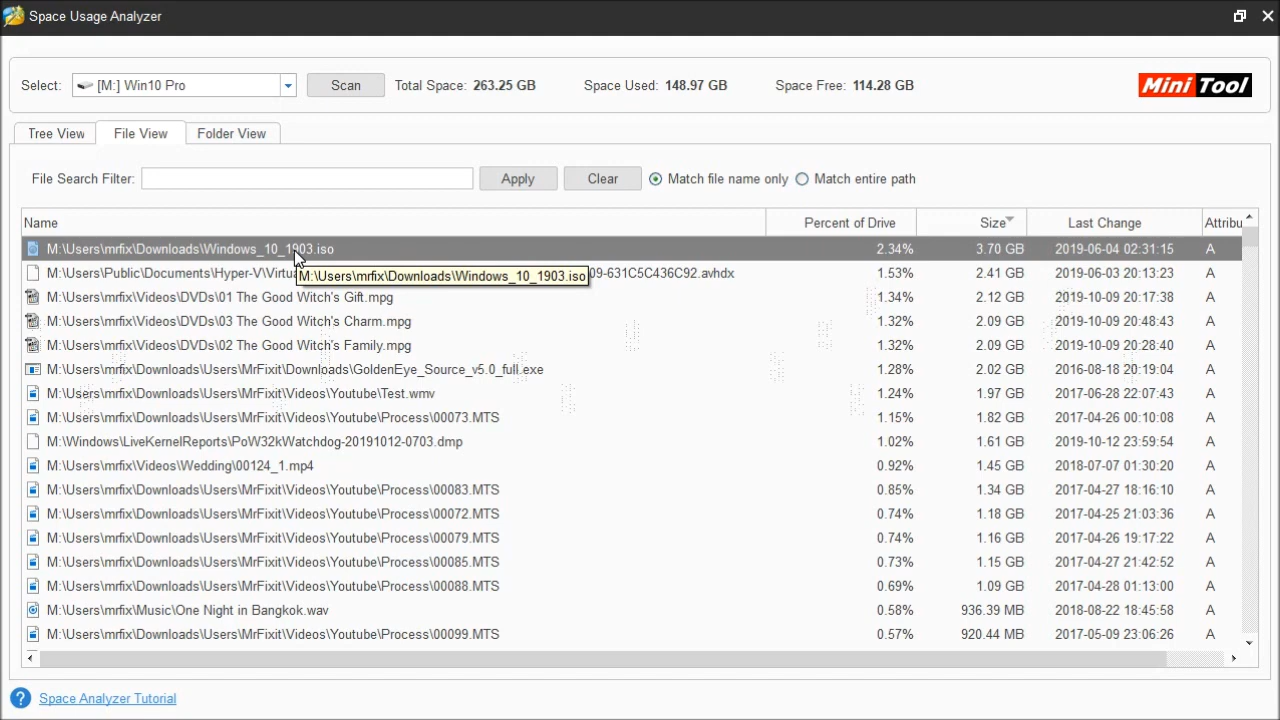 Space Usage Analyzer
Select: [M:] Win10 Pro Scan Total Space: 263.25 GB Space Used: 148.97 GB Space Free: 114.28 GB MiniTool
Tree View File View Folder View
File Search Filter: Apply Clear Match file name only Match entire path
Name Percent of Drive Size Last Change Attribu
M:\Users\mrfix\Downloads\Windows_10_1903.iso 2.34% 3.70 GB 2019-06-04 02:31:15 A
M:\Users\Public\Documents\Hyper-V\Virtua 09-631C5C436C92.avhdx 1.53% 2.41 GB 2019-06-03 20:13:23 A
M:\Users\mrfix\Downloads\Windows_10_1903.iso
M:\Users\mrfix\Videos\DVDs\01 The Good Witch's Gift.mpg 1.34% 2.12 GB 2019-10-09 20:17:38 A
M:\Users\mrfix\Videos\DVDs\03 The Good Witch's Charm.mpg 1.32% 2.09 GB 2019-10-09 20:48:43 A
M:\Users\mrfix\Videos\DVDs\02 The Good Witch's Family.mpg 1.32% 2.09 GB 2019-10-09 20:28:40 A
M:\Users\mrfix\Downloads\Users\MrFixit\Downloads\GoldenEye_Source_v5.0_full.exe 1.28% 2.02 GB 2016-08-18 20:19:04 A
M:\Users\mrfix\Downloads\Users\MrFixit\Videos\Youtube\Test.wmv 1.24% 1.97 GB 2017-06-28 22:07:43 A
M:\Users\mrfix\Downloads\Users\MrFixit\Videos\Youtube\Process\00073.MTS 1.15% 1.82 GB 2017-04-26 00:10:08 A
M:\Windows\LiveKernelReports\PoW32kWatchdog-20191012-0703.dmp 1.02% 1.61 GB 2019-10-12 23:59:54 A
M:\Users\mrfix\Videos\Wedding\00124_1.mp4 0.92% 1.45 GB 2018-07-07 01:30:20 A
M:\Users\mrfix\Downloads\Users\MrFixit\Videos\Youtube\Process\00083.MTS 0.85% 1.34 GB 2017-04-27 18:16:10 A
M:\Users\mrfix\Downloads\Users\MrFixit\Videos\Youtube\Process\00072.MTS 0.74% 1.18 GB 2017-04-25 21:03:36 A
M:\Users\mrfix\Downloads\Users\MrFixit\Videos\Youtube\Process\00079.MTS 0.74% 1.16 GB 2017-04-26 19:17:22 A
M:\Users\mrfix\Downloads\Users\MrFixit\Videos\Youtube\Process\00085.MTS 0.73% 1.15 GB 2017-04-27 21:42:52 A
M:\Users\mrfix\Downloads\Users\MrFixit\Videos\Youtube\Process\00088.MTS 0.69% 1.09 GB 2017-04-28 01:13:00 A
M:\Users\mrfix\Music\One Night in Bangkok.wav 0.58% 936.39 MB 2018-08-22 18:45:58 A
M:\Users\mrfix\Downloads\Users\MrFixit\Videos\Youtube\Process\00099.MTS 0.57% 920.44 MB 2017-05-09 23:06:26 A
? Space Analyzer Tutorial